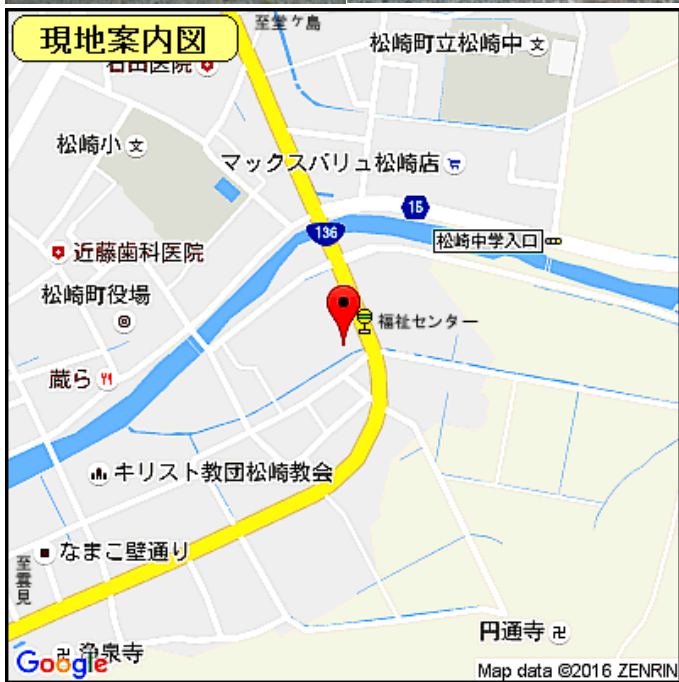 現地案内図
至堂ケ島
松崎町立松崎中
石田医院
松崎小
マックスバリュ松崎店
15
136
松崎中学入口
近藤歯科医院
松崎町役場
福祉センター
蔵ら
キリスト教団松崎教会
なまこ壁通り
至雲見
円通寺
浄泉寺
Google
Map data ©2016 ZENRIN